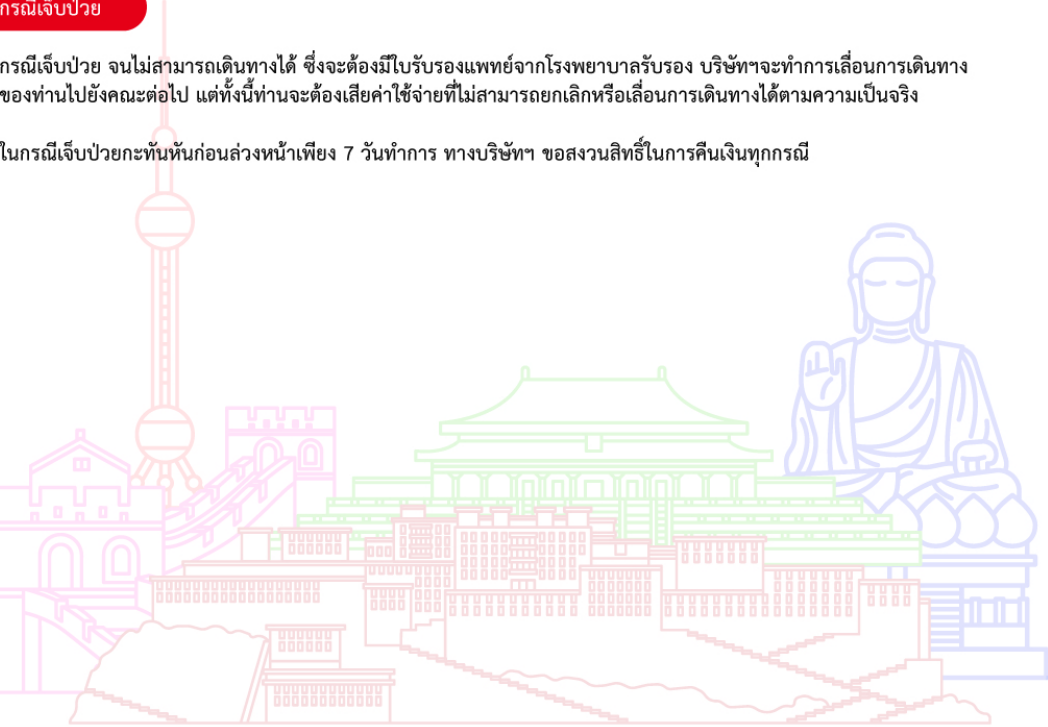 กรณีเจ็บป่วย
กรณีเจ็บป่วย จนไม่สามารถเดินทางได้ ซึ่งจะต้องมีใบรับรองแพทย์จากโรงพยาบาลรับรอง บริษัทฯจะทำการเลื่อนการเดินทาง
ของท่านไปยังคณะต่อไป แต่ทั้งนี้ท่านจะต้องเสียค่าใช้จ่ายที่ไม่สามารถยกเลิกหรือเลื่อนการเดินทางได้ตามความเป็นจริง
ในกรณีเจ็บป่วยกะทันหันก่อนล่วงหน้าเพียง 7 วันทำการ ทางบริษัทฯ ขอสงวนสิทธิ์ในการคืนเงินทุกกรณี